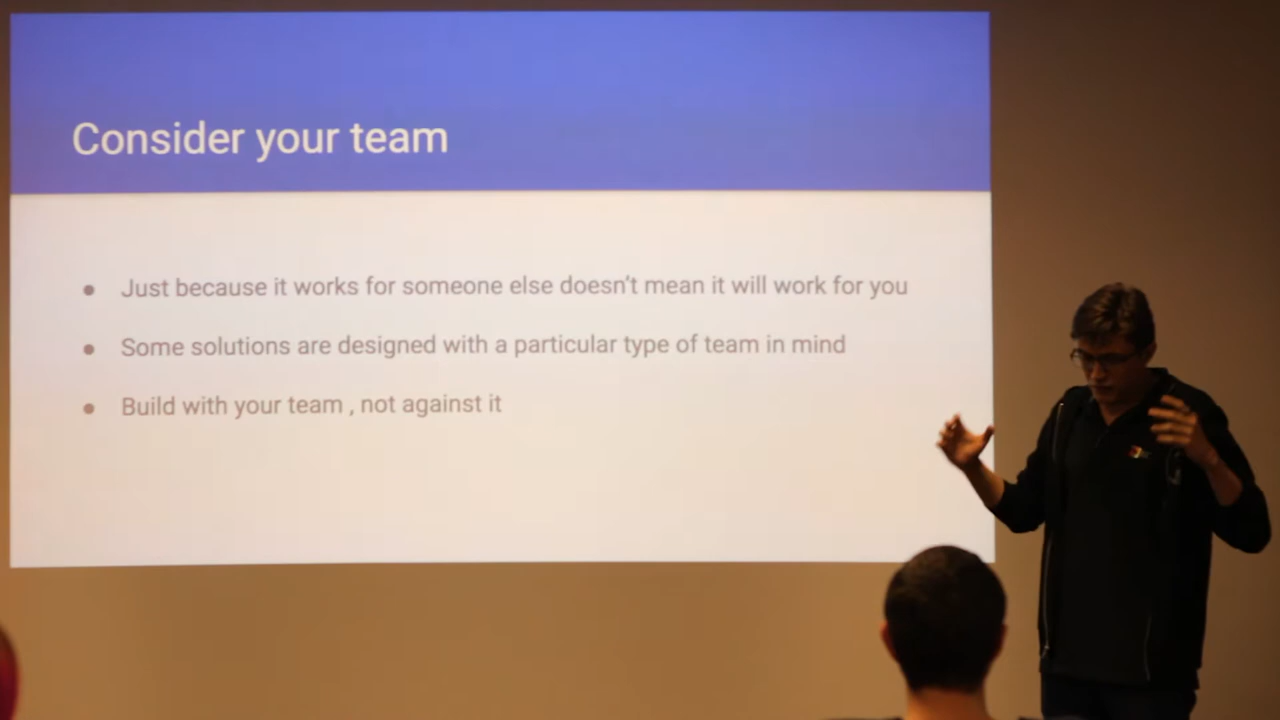 Consider your team
Just because it works for someone else doesn't mean it will work for you
Some solutions are designed with a particular type of team in mind
Build with your team , not against it